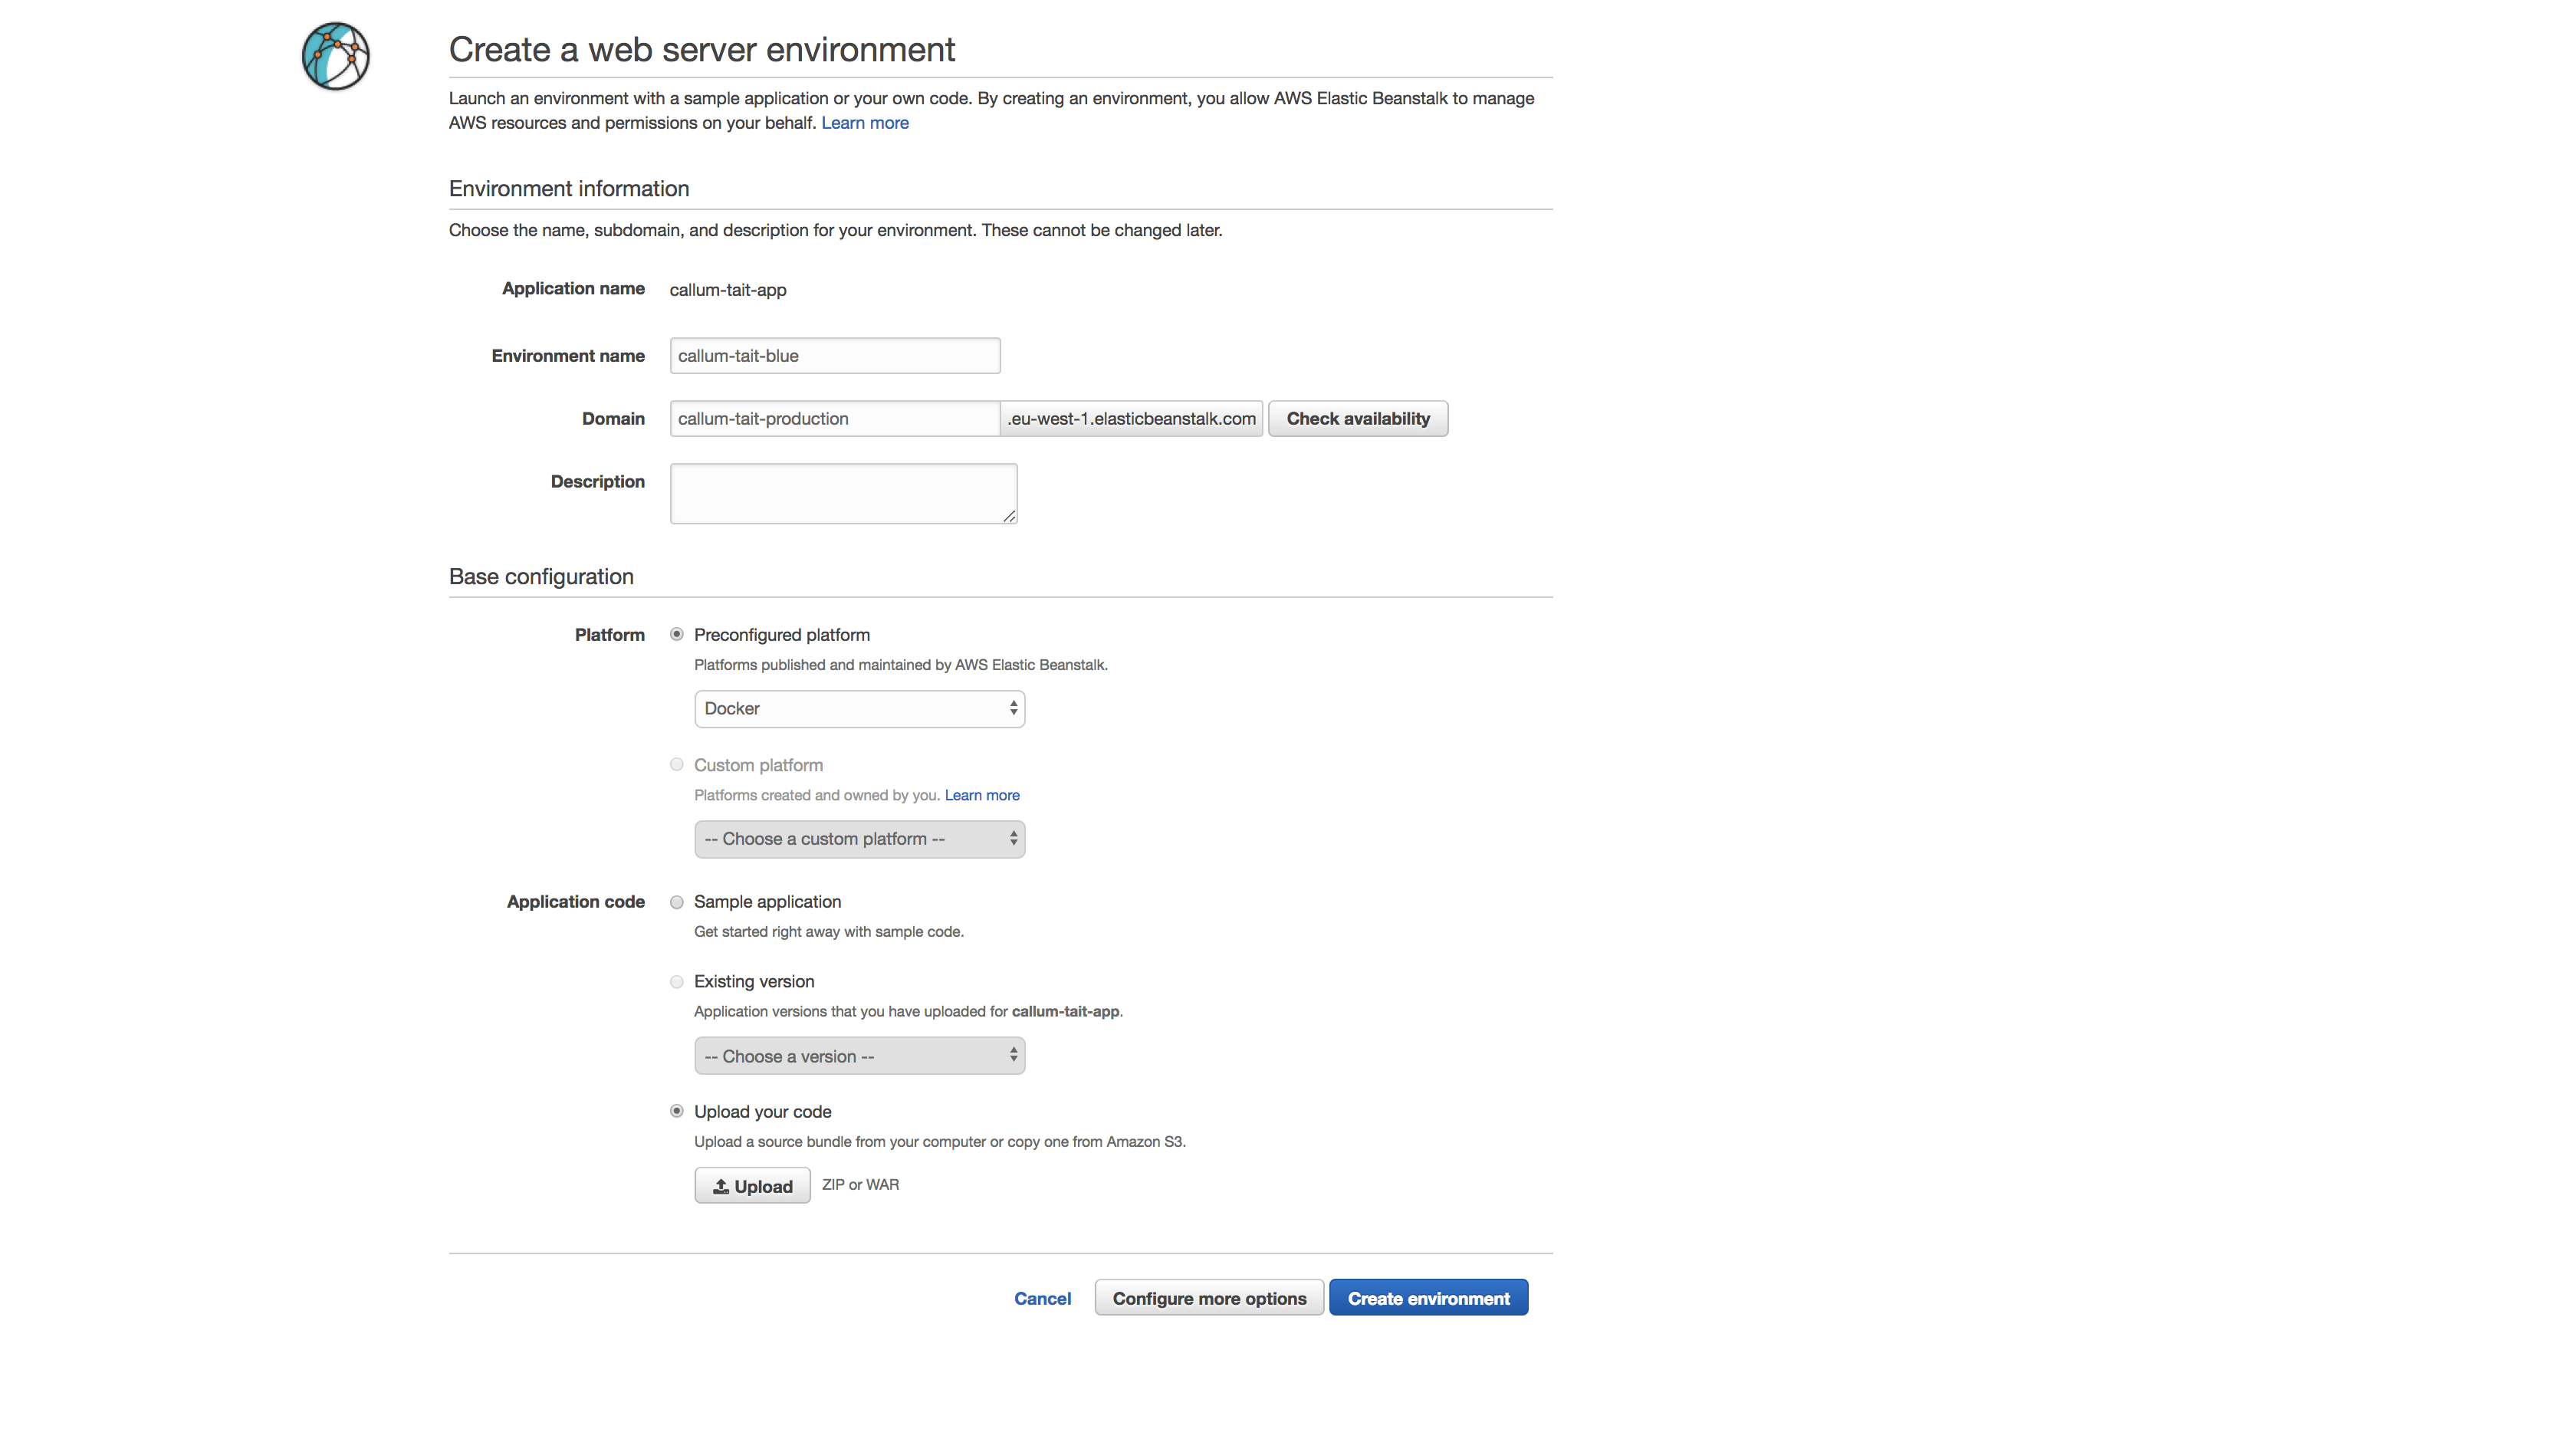 Create a web server environment
Launch an environment with a sample application or your own code. By creating an environment, you allow AWS Elastic Beanstalk to manage
AWS resources and permissions on your behalf. Learn more
Environment information
Choose the name, subdomain, and description for your environment. These cannot be changed later.
Application name callum-tait-app
Environment name callum-tait-blue
Domain callum-tait-production .eu-west-1.elasticbeanstalk.com Check availability
Description
Base configuration
Platform Preconfigured platform
Platforms published and maintained by AWS Elastic Beanstalk.
Docker
Custom platform
Platforms created and owned by you. Learn more
-- Choose a custom platform --
Application code Sample application
Get started right away with sample code.
Existing version
Application versions that you have uploaded for callum-tait-app.
-- Choose a version --
Upload your code
Upload a source bundle from your computer or copy one from Amazon S3.
Upload ZIP or WAR
Cancel Configure more options Create environment